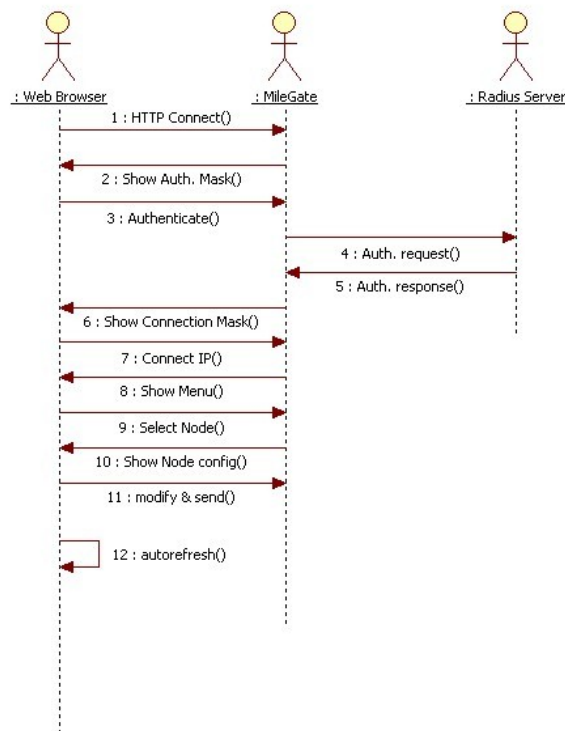 : Web Browser
: MileGate
: Radius Server
1 : HTTP Connect()
2 : Show Auth. Mask()
3 : Authenticate()
4 : Auth. request()
5 : Auth. response()
6 : Show Connection Mask()
7 : Connect IP()
8 : Show Menu()
9 : Select Node()
10 : Show Node config()
11 : modify & send()
12 : autorefresh()